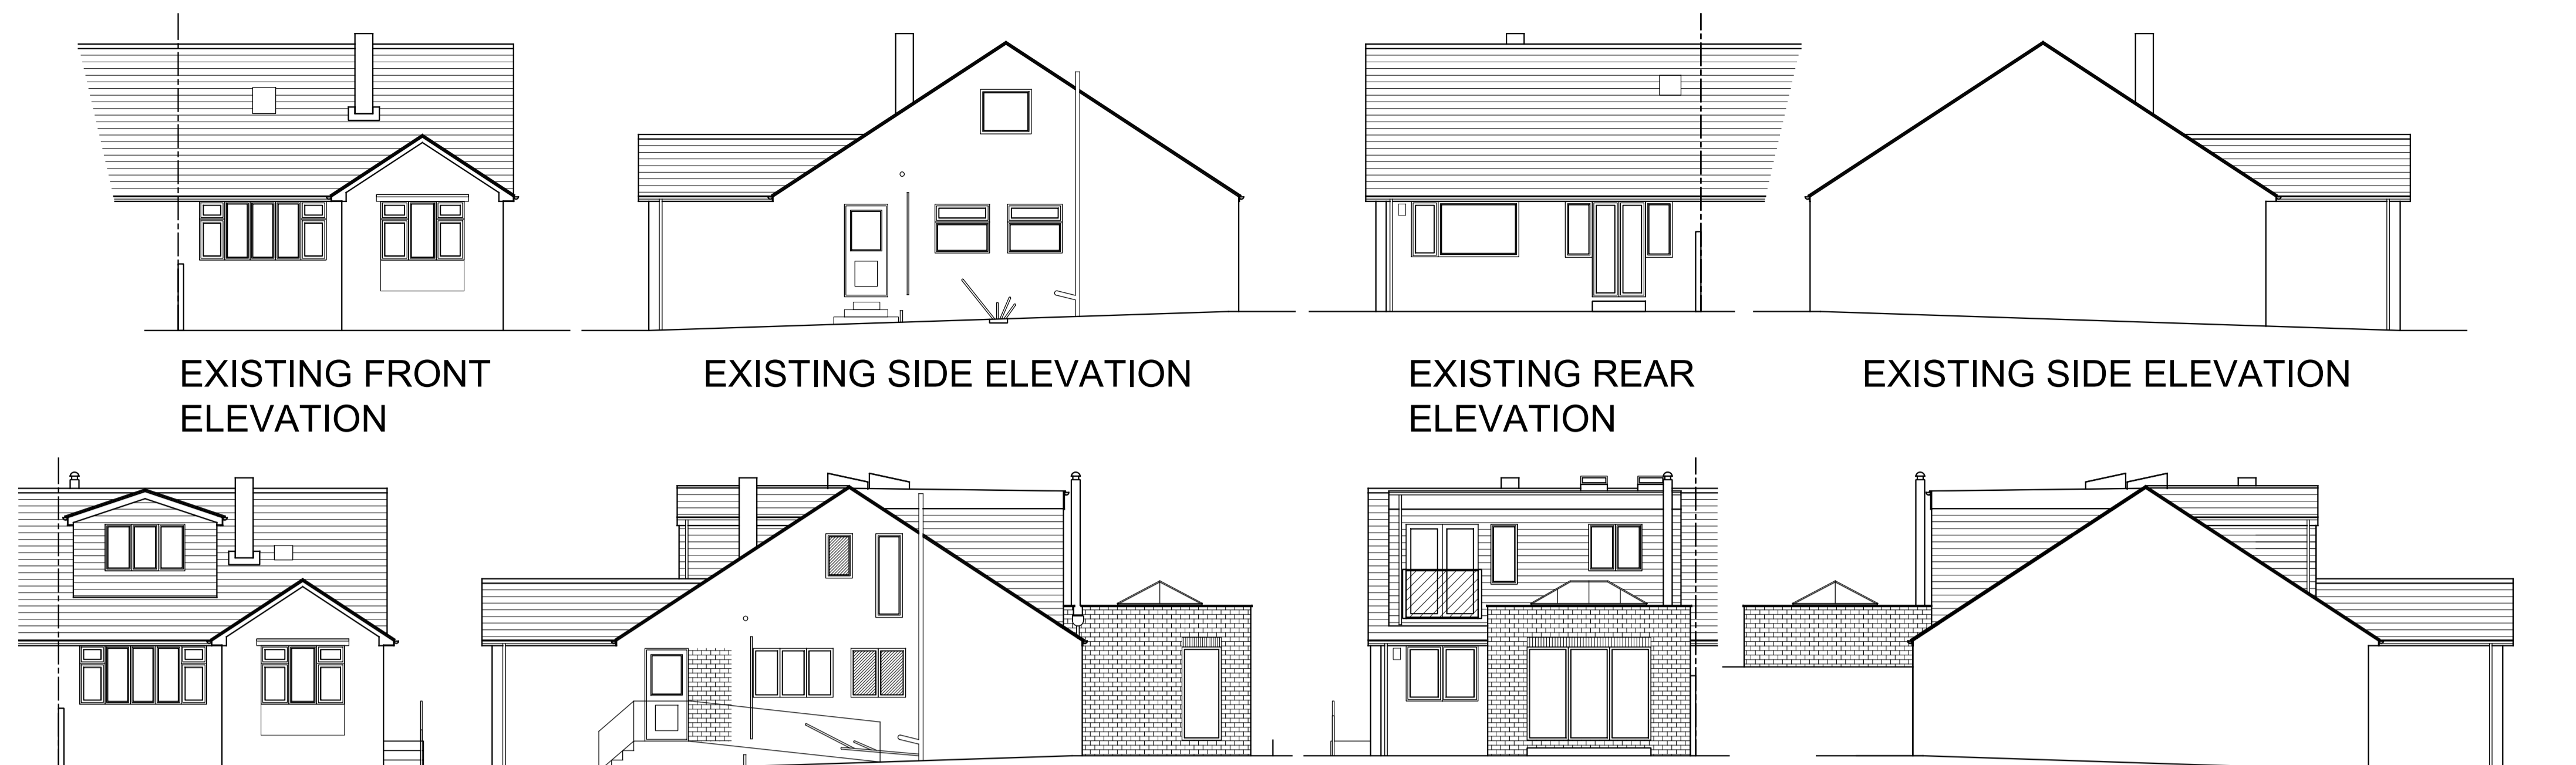 EXISTING FRONT
ELEVATION
EXISTING SIDE ELEVATION
EXISTING REAR
ELEVATION
EXISTING SIDE ELEVATION